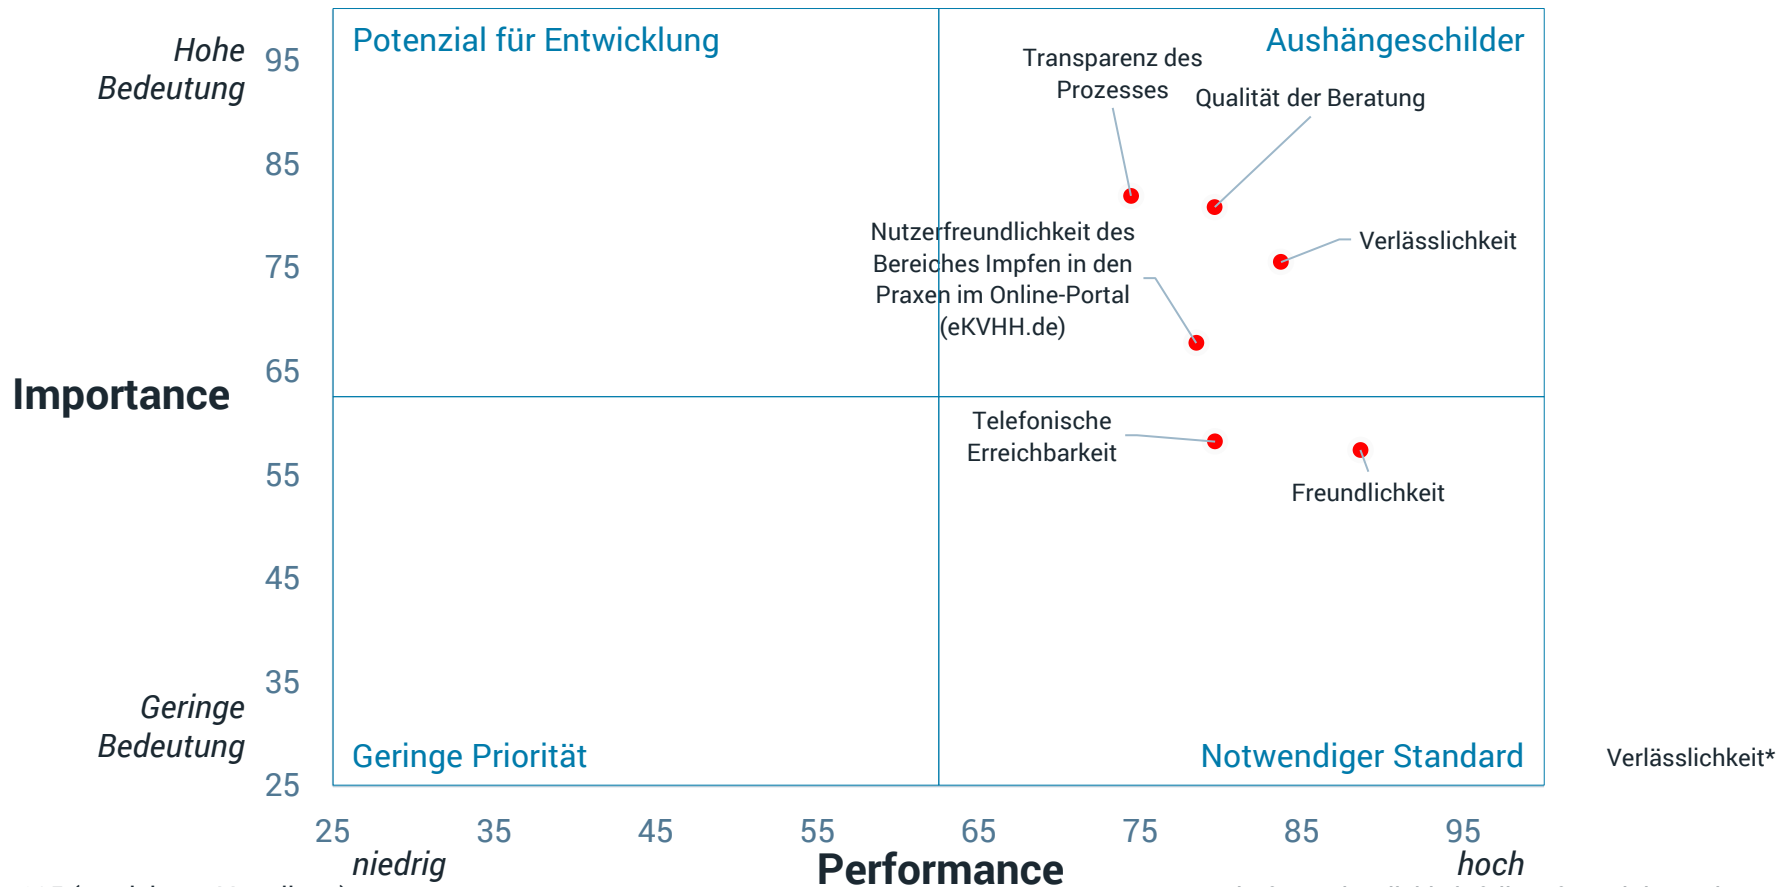 Hohe
Bedeutung
Potenzial für Entwicklung
Aushängeschilder
Transparenz des
Prozesses
Qualität der Beratung
Nutzerfreundlichkeit des
Bereiches Impfen in den
Praxen im Online-Portal
(eKVHH.de)
Verlässlichkeit
Importance
Telefonische
Erreichbarkeit
Freundlichkeit
95
85
75
65
55
45
35
25
Geringe
Bedeutung
Geringe Priorität
Notwendiger Standard
Verlässlichkeit*
25 35 45 55 65 75 85 95
niedrig
Performance
hoch